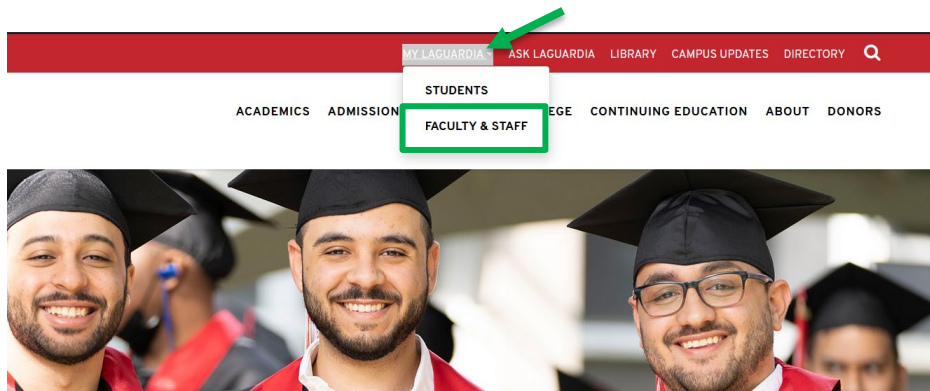 MY LAGUARDIA ASK LAGUARDIA LIBRARY CAMPUS UPDATES DIRECTORY
STUDENTS
ACADEMICS ADMISSION EGE CONTINUING EDUCATION ABOUT DONORS
FACULTY & STAFF